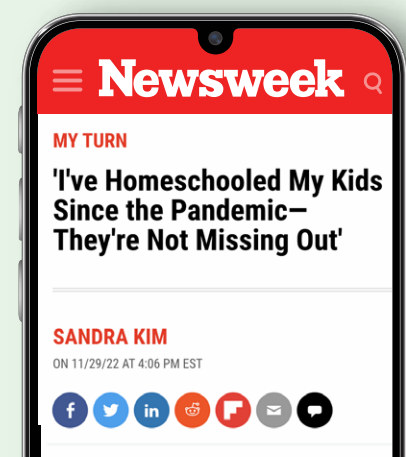 Newsweek
MY TURN
'I've Homeschooled My Kids
Since the Pandemic—
They're Not Missing Out'
SANDRA KIM
ON 11/29/22 AT 4:06 PM EST
f
in